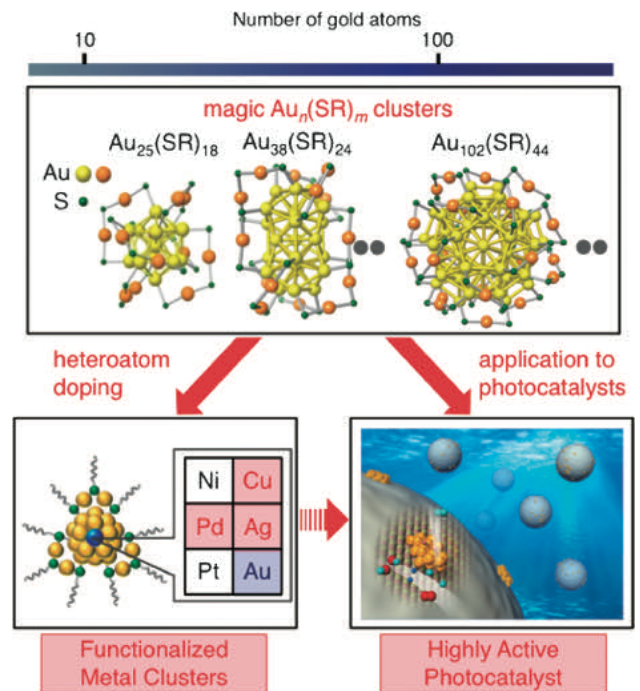 Number of gold atoms
10 100
magic Auₙ(SR)ₘ clusters
Au₂₅(SR)₁₈ Au₃₈(SR)₂₄ Au₁₀₂(SR)₄₄
Au
S
heteroatom
doping
application to
photocatalysts
Ni Cu
Pd Ag
Pt Au
Functionalized
Metal Clusters
Highly Active
Photocatalyst